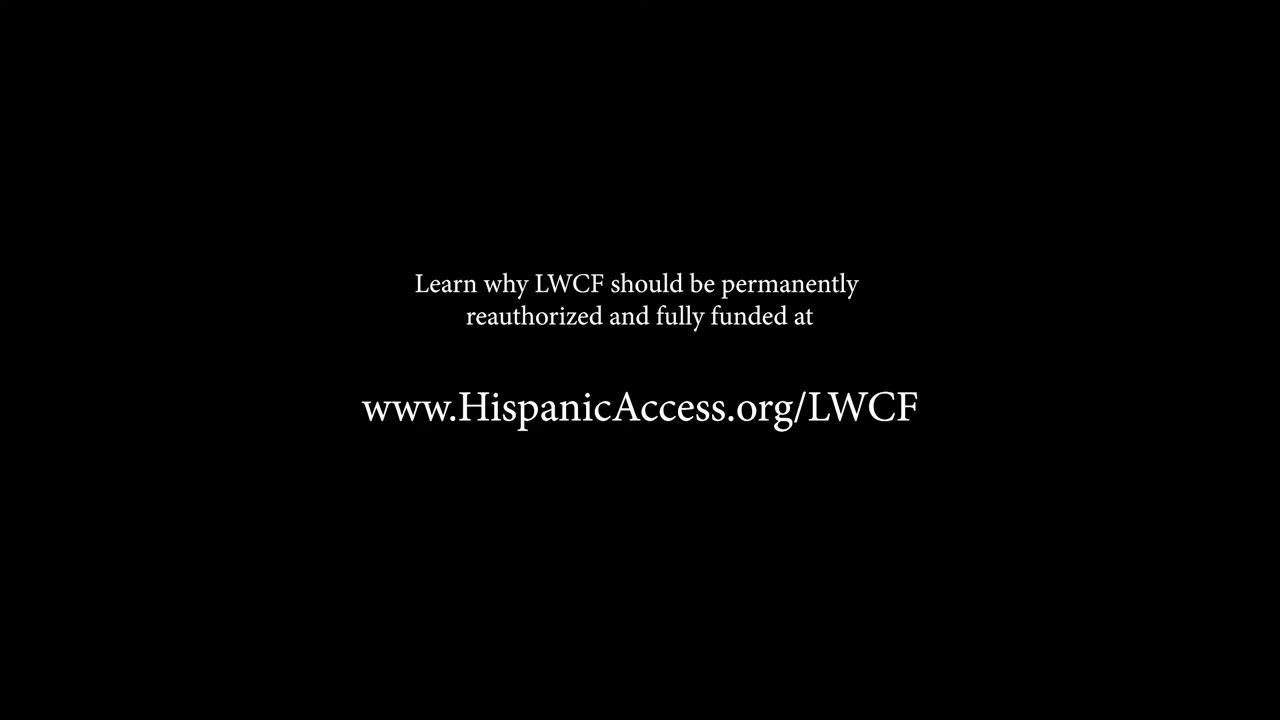 Learn why LWCF should be permanently
reauthorized and fully funded at
www.HispanicAccess.org/LWCF